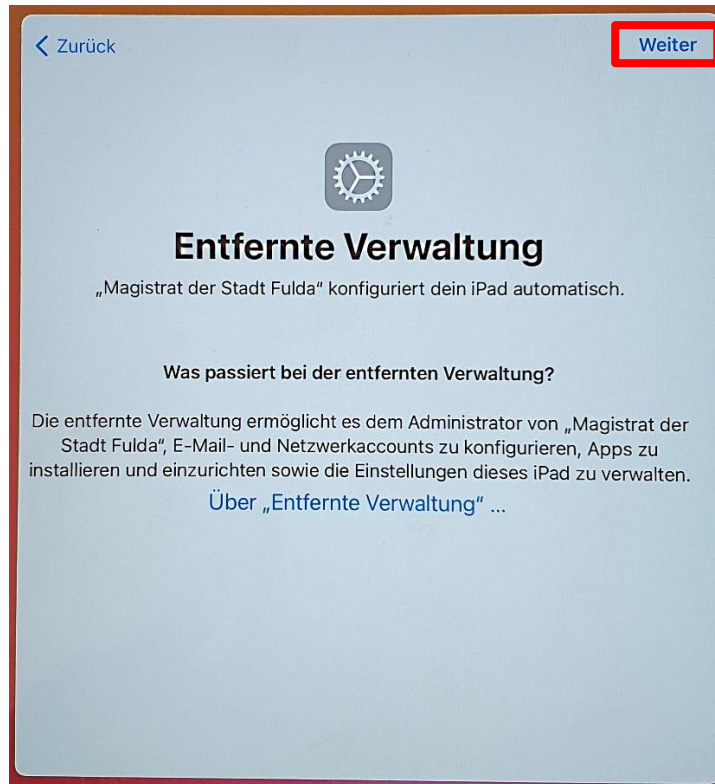 Zurück
Weiter
Entfernte Verwaltung
„Magistrat der Stadt Fulda“ konfiguriert dein iPad automatisch.
Was passiert bei der entfernten Verwaltung?
Die entfernte Verwaltung ermöglicht es dem Administrator von „Magistrat der
Stadt Fulda“, E-Mail- und Netzwerkaccounts zu konfigurieren, Apps zu
installieren und einzurichten sowie die Einstellungen dieses iPad zu verwalten.
Über „Entfernte Verwaltung“ ...